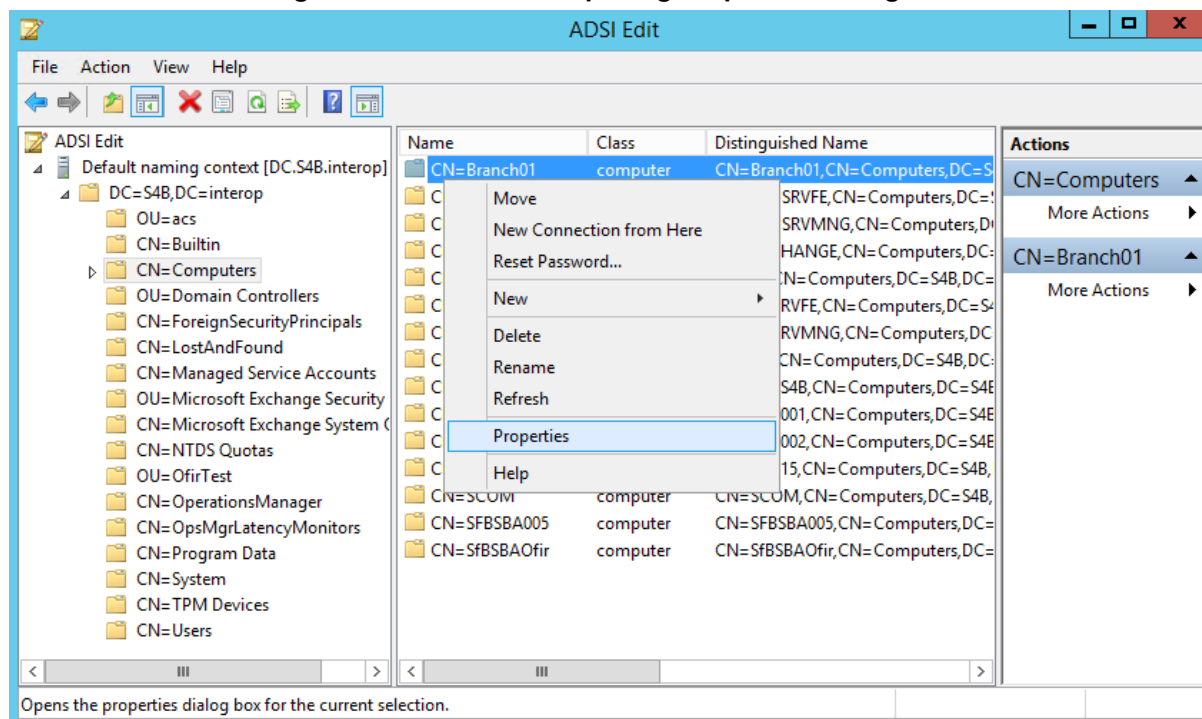 ADSI Edit
File Action View Help
ADSI Edit
Default naming context [DC.S4B.interop]
DC=S4B,DC=interop
OU=acs
CN=Builtin
CN=Computers
OU=Domain Controllers
CN=ForeignSecurityPrincipals
CN=LostAndFound
CN=Managed Service Accounts
OU=Microsoft Exchange Security
CN=Microsoft Exchange System
CN=NTDS Quotas
OU=OfirTest
CN=OperationsManager
CN=OpsMgrLatencyMonitors
CN=Program Data
CN=System
CN=TPM Devices
CN=Users
Name Class Distinguished Name
CN=Branch01 computer CN=Branch01,CN=Computers,DC=S
SRVFE,CN=Computers,DC=
SRVMNG,CN=Computers,D
HANGE,CN=Computers,DC=
N=Computers,DC=S4B,DC=
RVFE,CN=Computers,DC=S4
RVMNG,CN=Computers,DC
CN=Computers,DC=S4B,DC=
S4B,CN=Computers,DC=S4B
001,CN=Computers,DC=S4B
002,CN=Computers,DC=S4B
15,CN=Computers,DC=S4B,
CN=SCOM computer CN=SCOM,CN=Computers,DC=S4B,
CN=SFBSBA005 computer CN=SFBSBA005,CN=Computers,DC=
CN=SfBSBAOfir computer CN=SfBSBAOfir,CN=Computers,DC=
Move
New Connection from Here
Reset Password...
New
Delete
Rename
Refresh
Properties
Help
Actions
CN=Computers
More Actions
CN=Branch01
More Actions
Opens the properties dialog box for the current selection.